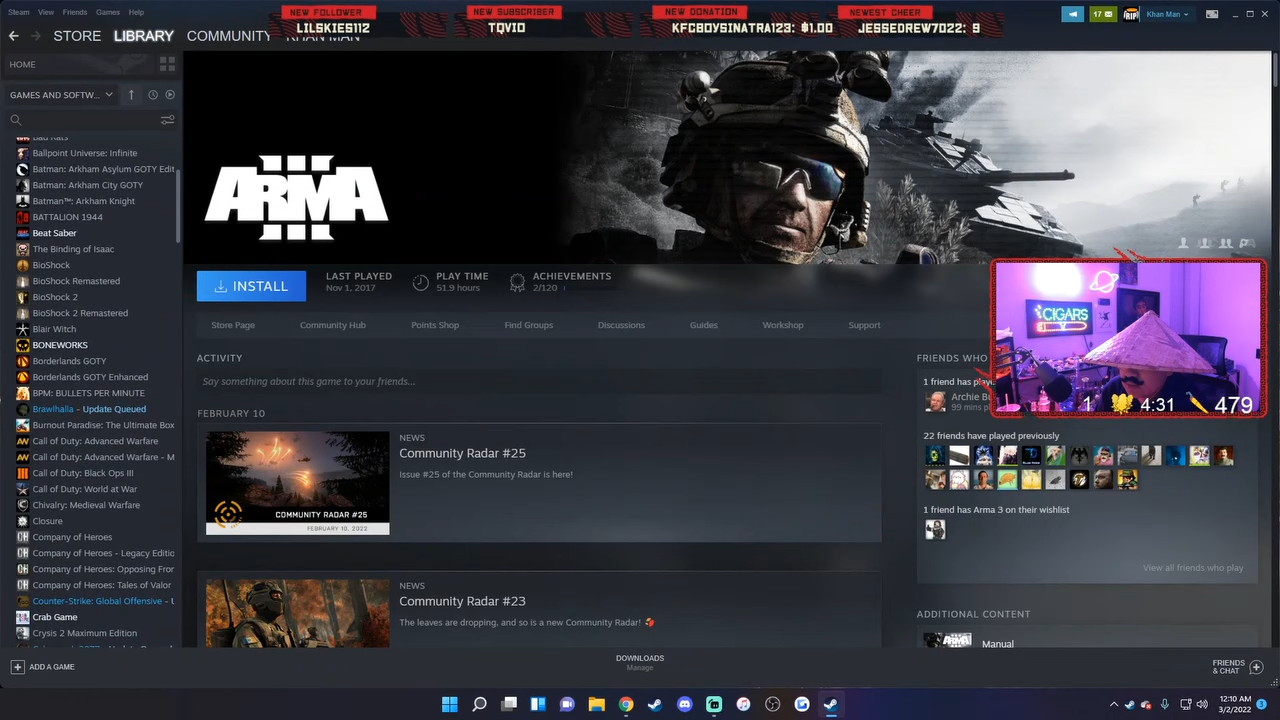 Steam View Friends Games Help
NEW FOLLOWER
LILSKIES112
NEW SUBSCRIBER
TQVIO
NEW DONATION
KFCBOYSINATRA123: $1.00
NEWEST CHEER
JESSEDREW7022: 9
17
Khan Man
TORE LIBRARY COMMUNITY KHAN MAN
HOME
GAMES AND SOFTW...
Bad Rats
Ballpoint Universe: Infinite
Batman: Arkham Asylum GOTY Edit
Batman: Arkham City GOTY
Batman™: Arkham Knight
BATTALION 1944
Beat Saber
The Binding of Isaac
BioShock
BioShock Remastered
BioShock 2
BioShock 2 Remastered
Blair Witch
BONEWORKS
Borderlands GOTY
Borderlands GOTY Enhanced
BPM: BULLETS PER MINUTE
Brawlhalla - Update Queued
Burnout Paradise: The Ultimate Box
Call of Duty: Advanced Warfare
Call of Duty: Advanced Warfare - M
Call of Duty: Black Ops III
Call of Duty: World at War
Chivalry: Medieval Warfare
Closure
Company of Heroes
Company of Heroes - Legacy Editio
Company of Heroes: Opposing Fron
Company of Heroes: Tales of Valor
Counter-Strike: Global Offensive - U
Crab Game
Crysis 2 Maximum Edition
ADD A GAME
ARMA III
INSTALL
LAST PLAYED
Nov 1, 2017
PLAY TIME
51.9 hours
ACHIEVEMENTS
2/120
Store Page Community Hub Points Shop Find Groups Discussions Guides Workshop Support
ACTIVITY
Say something about this game to your friends...
FEBRUARY 10
COMMUNITY RADAR #25
FEBRUARY 10, 2022
NEWS
Community Radar #25
Issue #25 of the Community Radar is here!
NEWS
Community Radar #23
The leaves are dropping, and so is a new Community Radar!
CIGARS
1 4:31 479
FRIENDS WHO
1 friend has playe
Archie Be
99 mins pl
22 friends have played previously
1 friend has Arma 3 on their wishlist
View all friends who play
ADDITIONAL CONTENT
Manual
DOWNLOADS
Manage
FRIENDS
& CHAT
12:10 AM
3/2/2022
3